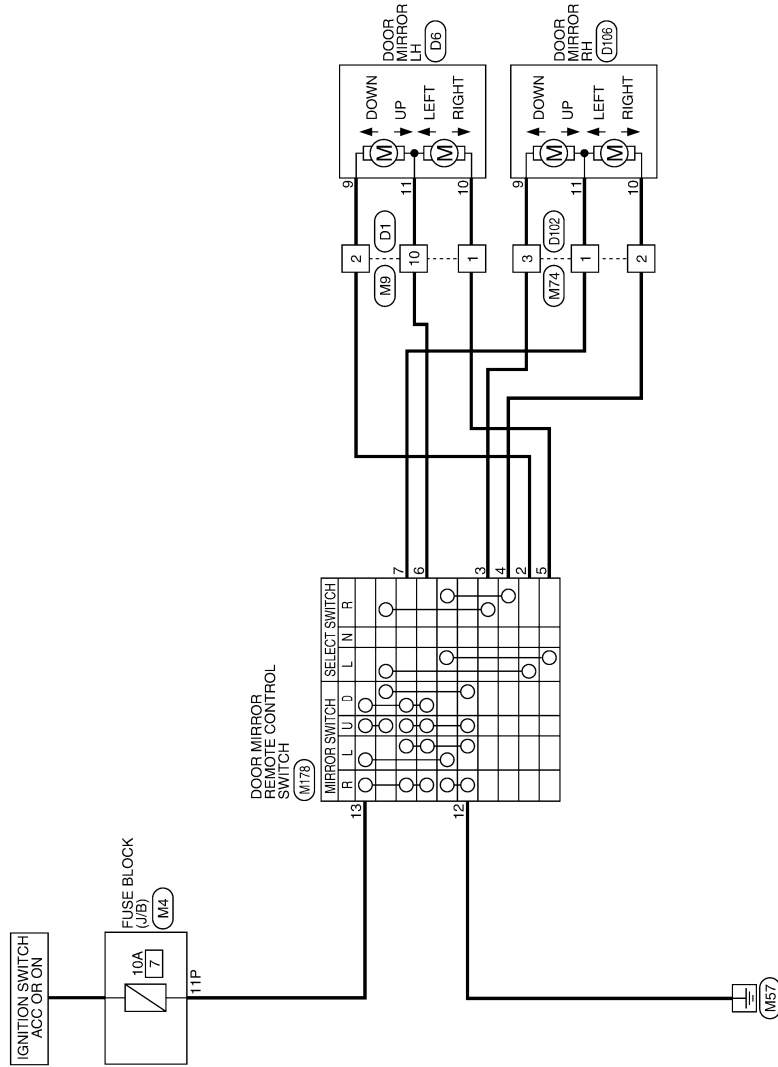 IGNITION SWITCH
ACC OR ON
FUSE BLOCK
(J/B)
M4
10A
7
11P
DOOR MIRROR
REMOTE CONTROL
SWITCH
M178
MIRROR SWITCH
SELECT SWITCH
R L U D L N R
13
12
7
6
3
4
2
5
M57
M9
D1
2
10
1
M74
D102
3
1
2
DOOR
MIRROR
LH
D6
9
11
10
M
M
DOWN
UP
LEFT
RIGHT
DOOR
MIRROR
RH
D106
9
11
10
M
M
DOWN
UP
LEFT
RIGHT